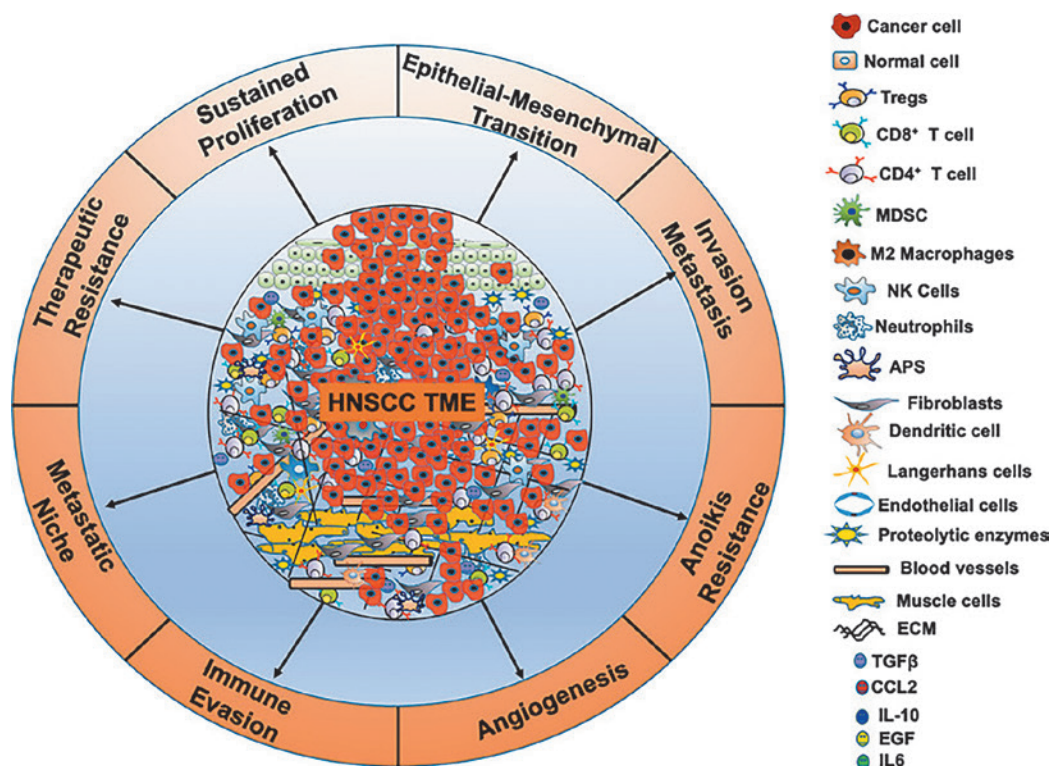 Sustained
Proliferation
Epithelial-Mesenchymal
Transition
Invasion
Metastasis
Anoikis
Resistance
Angiogenesis
Immune
Evasion
Metastatic
Niche
Therapeutic
Resistance
HNSCC TME
Cancer cell
Normal cell
Tregs
CD8⁺ T cell
CD4⁺ T cell
MDSC
M2 Macrophages
NK Cells
Neutrophils
APS
Fibroblasts
Dendritic cell
Langerhans cells
Endothelial cells
Proteolytic enzymes
Blood vessels
Muscle cells
ECM
TGFβ
CCL2
IL-10
EGF
IL6